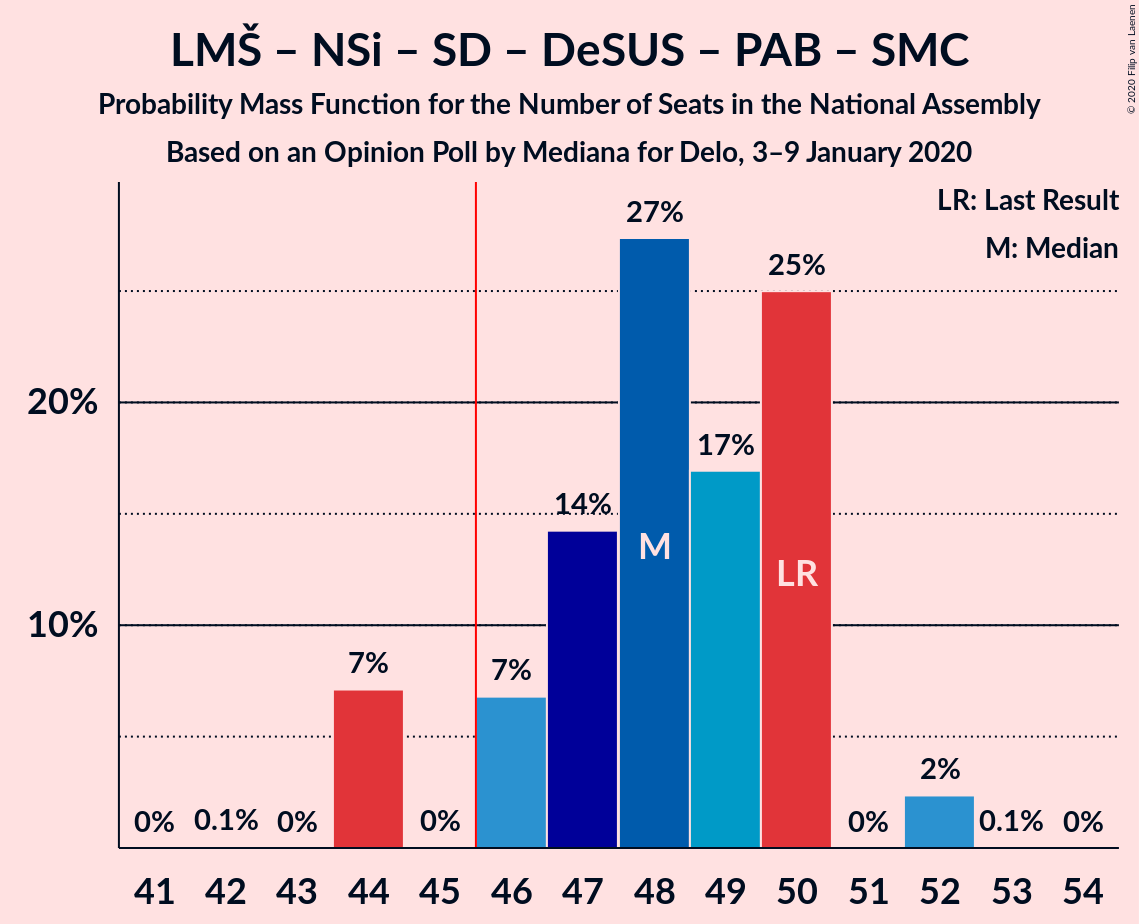 LMŠ – NSi – SD – DeSUS – PAB – SMC
Probability Mass Function for the Number of Seats in the National Assembly
Based on an Opinion Poll by Mediana for Delo, 3–9 January 2020
© 2020 Filip van Laenen
LR: Last Result
M: Median
27%
25%
20%
17%
14%
M
LR
10%
7%
7%
2%
0%
0.1%
0%
0%
0%
0.1%
0%
41 42 43 44 45 46 47 48 49 50 51 52 53 54